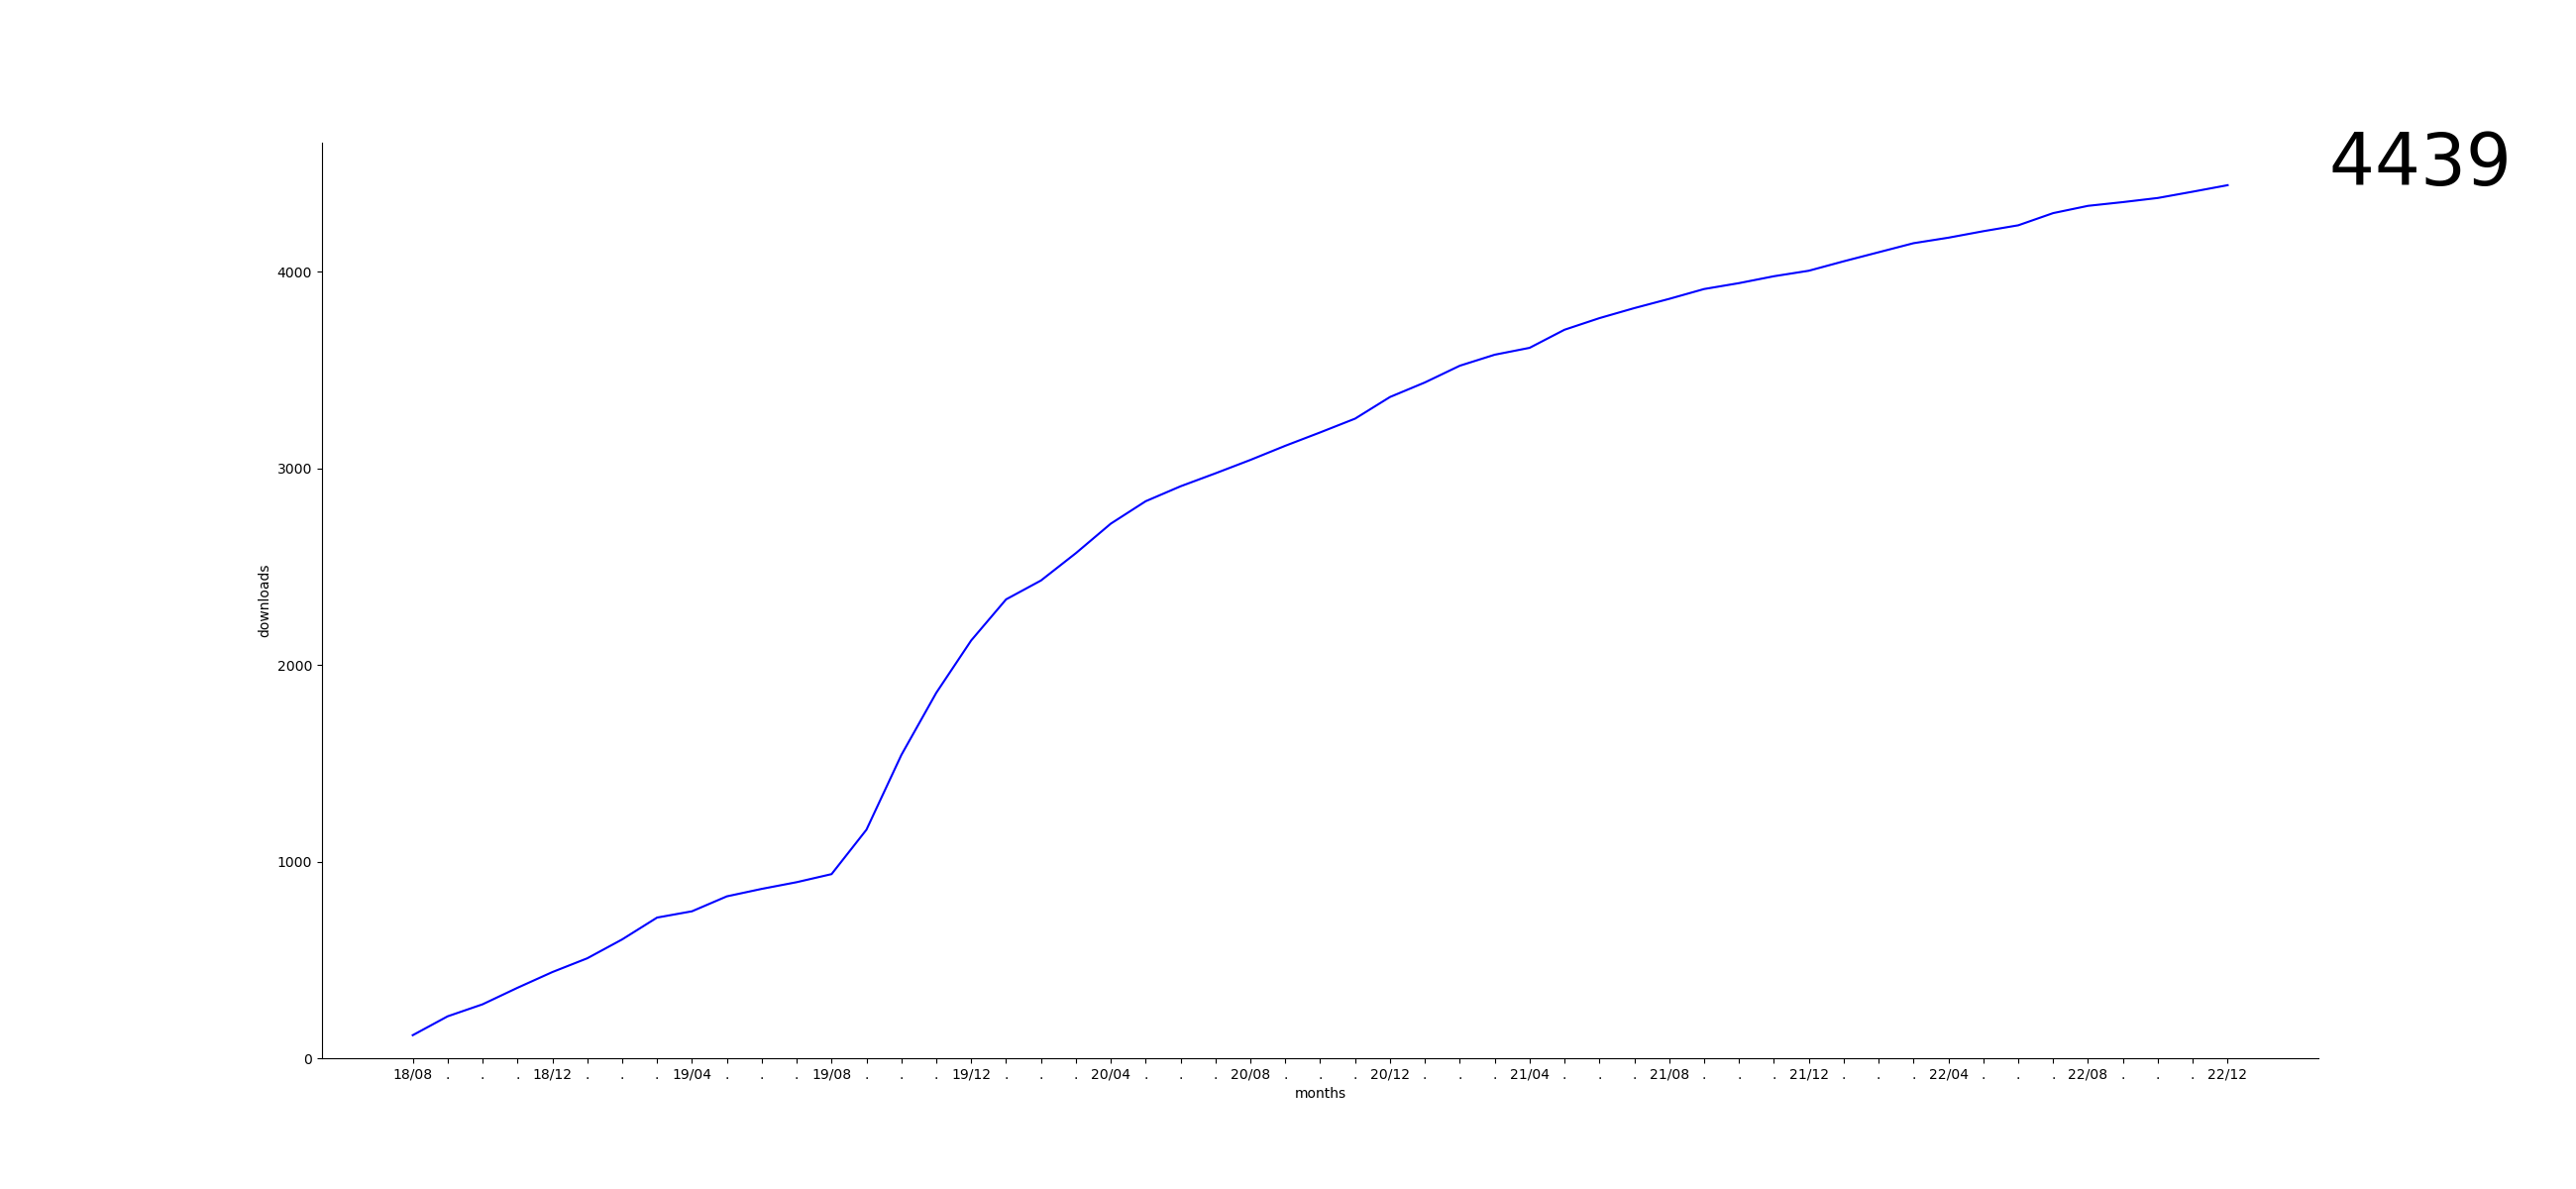 4439
4000
3000
2000
1000
0
downloads
18/08 . . . 18/12 . . . 19/04 . . . 19/08 . . . 19/12 . . . 20/04 . . . 20/08 . . . 20/12 . . . 21/04 . . . 21/08 . . . 21/12 . . . 22/04 . . . 22/08 . . . 22/12
months